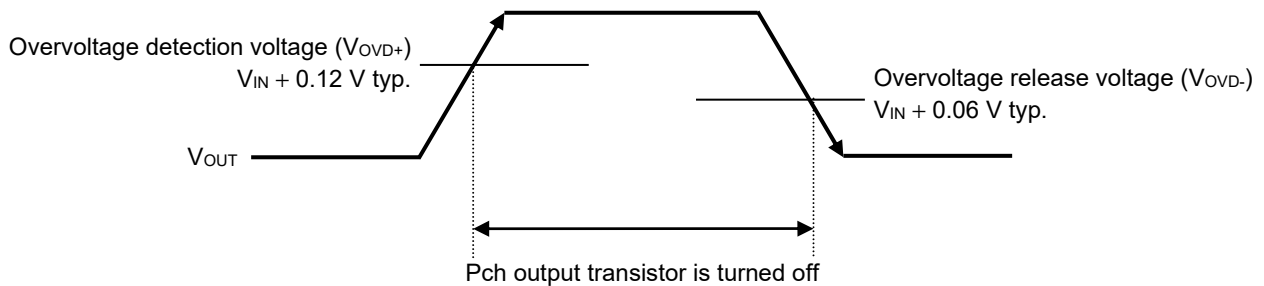 Overvoltage detection voltage (VOVD+)
VIN + 0.12 V typ.
Overvoltage release voltage (VOVD-)
VIN + 0.06 V typ.
VOUT
Pch output transistor is turned off